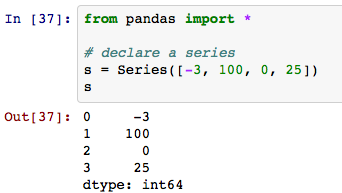 In [37]: from pandas import *
# declare a series
s = Series([-3, 100, 0, 25])
s
Out[37]: 0 -3
1 100
2 0
3 25
dtype: int64